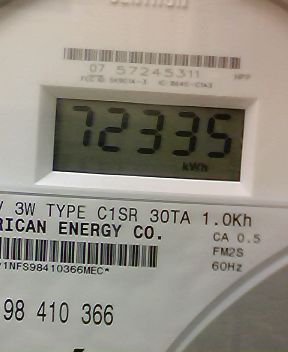 07 57245311
72335
kWh
V 3W TYPE C1SR 30TA 1.0Kh
RICAN ENERGY CO.
CA 0.5
FM2S
60Hz
98 410 366